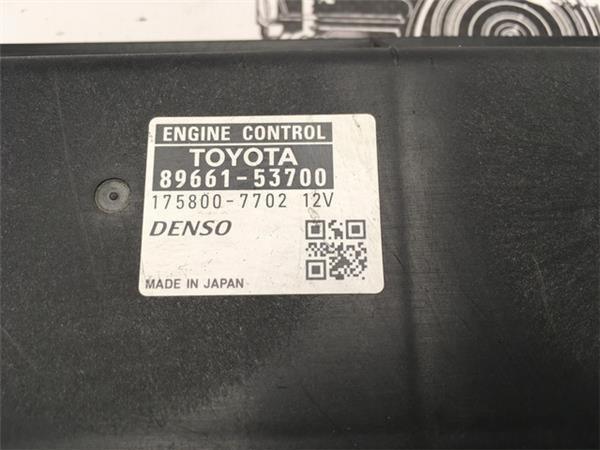 ENGINE CONTROL
TOYOTA
89661-53700
175800-7702 12V
DENSO
MADE IN JAPAN